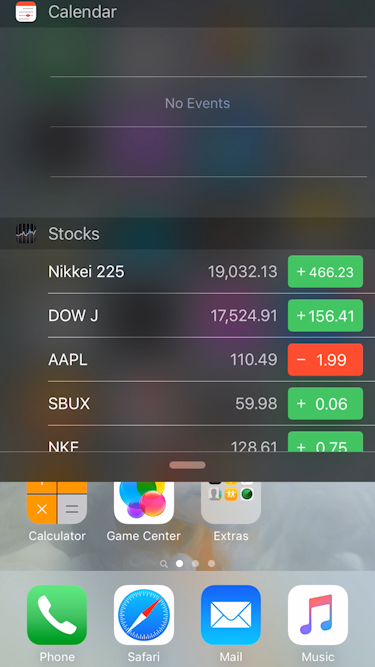 Calendar
No Events
Stocks
Nikkei 225 19,032.13 +466.23
DOW J 17,524.91 +156.41
AAPL 110.49 − 1.99
SBUX 59.98 + 0.06
NKE 128.61 + 0.75
Calculator Game Center Extras
Phone Safari Mail Music